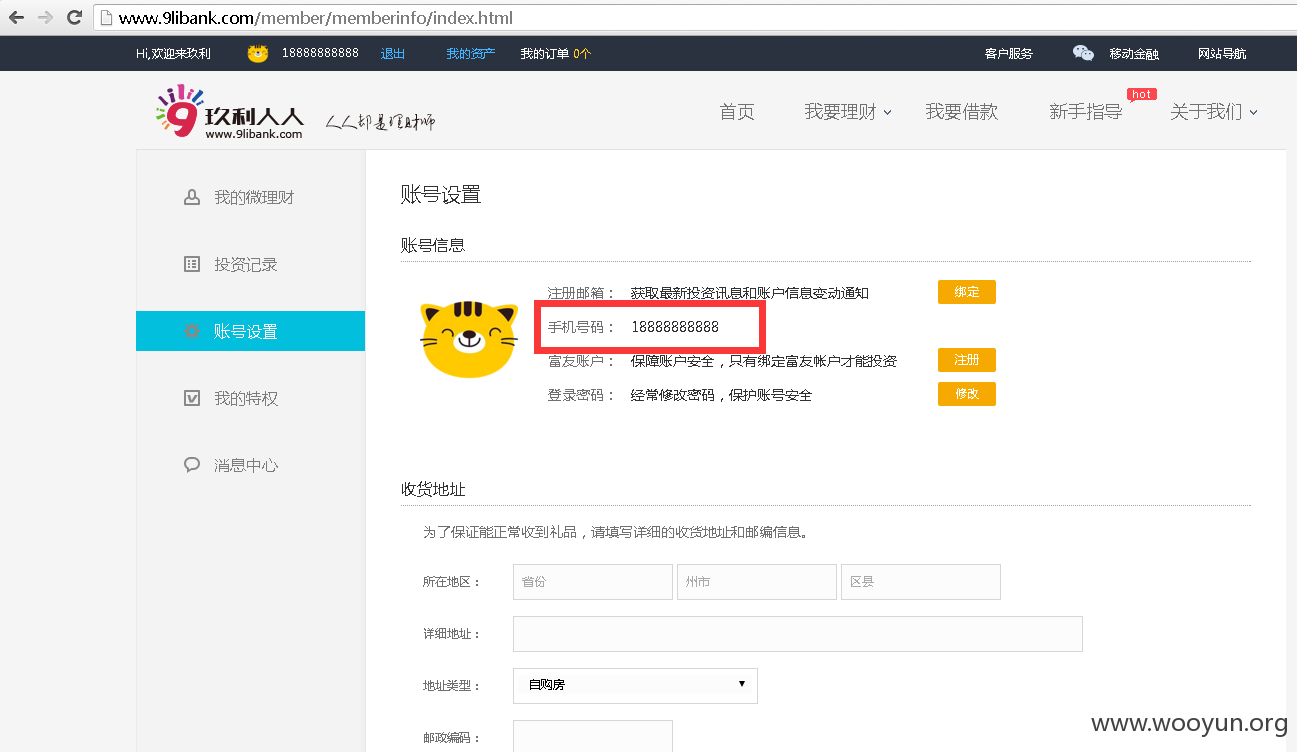 www.9libank.com/member/memberinfo/index.html
Hi,欢迎来玖利 18888888888 退出 我的资产 我的订单 0个 客户服务 移动金融 网站导航
9 玖利人人 www.9libank.com 人人都是理财师
首页 我要理财 我要借款 新手指导 hot 关于我们
我的微理财
投资记录
账号设置
我的特权
消息中心
账号设置
账号信息
注册邮箱: 获取最新投资讯息和账户信息变动通知 绑定
手机号码: 18888888888
富友账户: 保障账户安全,只有绑定富友帐户才能投资 注册
登录密码: 经常修改密码,保护账号安全 修改
收货地址
为了保证能正常收到礼品,请填写详细的收货地址和邮编信息。
所在地区: 省份 州市 区县
详细地址:
地址类型: 自购房
邮政编码:
www.wooyun.org